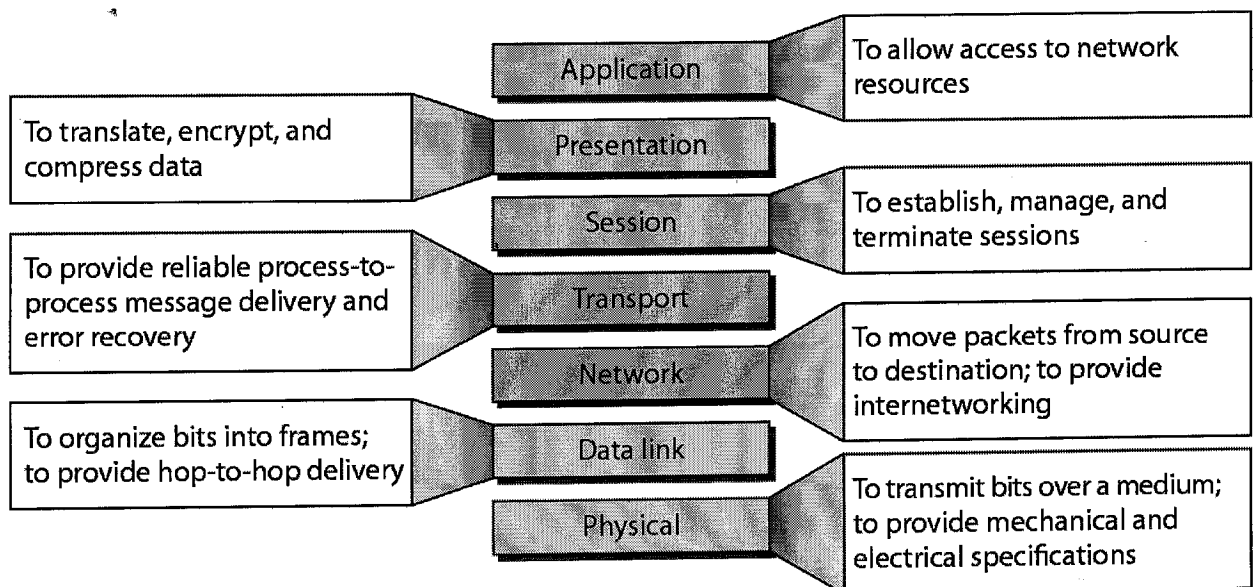 Application
To allow access to network
resources
To translate, encrypt, and
compress data
Presentation
Session
To establish, manage, and
terminate sessions
To provide reliable process-to-
process message delivery and
error recovery
Transport
Network
To move packets from source
to destination; to provide
internetworking
To organize bits into frames;
to provide hop-to-hop delivery
Data link
Physical
To transmit bits over a medium;
to provide mechanical and
electrical specifications